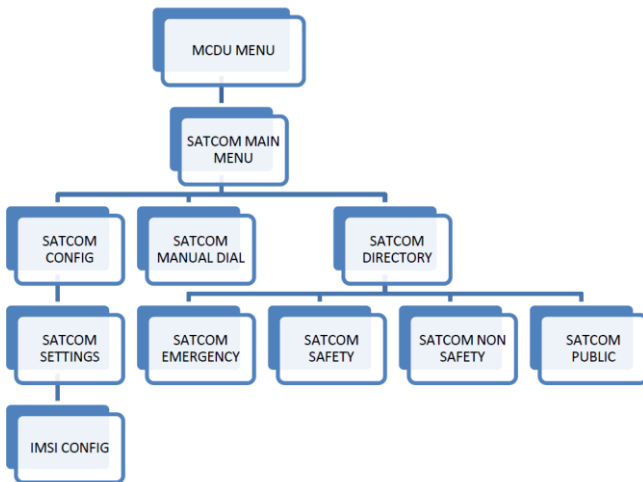 MCDU MENU
SATCOM MAIN
MENU
SATCOM
CONFIG
SATCOM
MANUAL DIAL
SATCOM
DIRECTORY
SATCOM
SETTINGS
SATCOM
EMERGENCY
SATCOM
SAFETY
SATCOM NON
SAFETY
SATCOM
PUBLIC
IMSI CONFIG